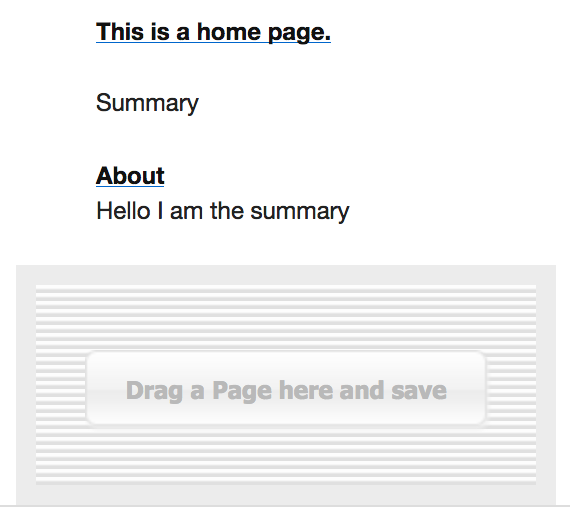 This is a home page.
Summary
About
Hello I am the summary
Drag a Page here and save